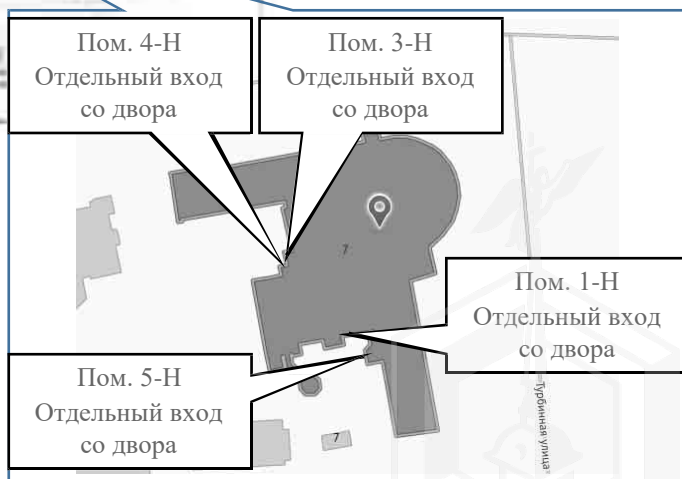 Пом. 4-Н
Отдельный вход
со двора
Пом. 3-Н
Отдельный вход
со двора
7
Пом. 1-Н
Отдельный вход
со двора
Пом. 5-Н
Отдельный вход
со двора
7
Турбинная улица